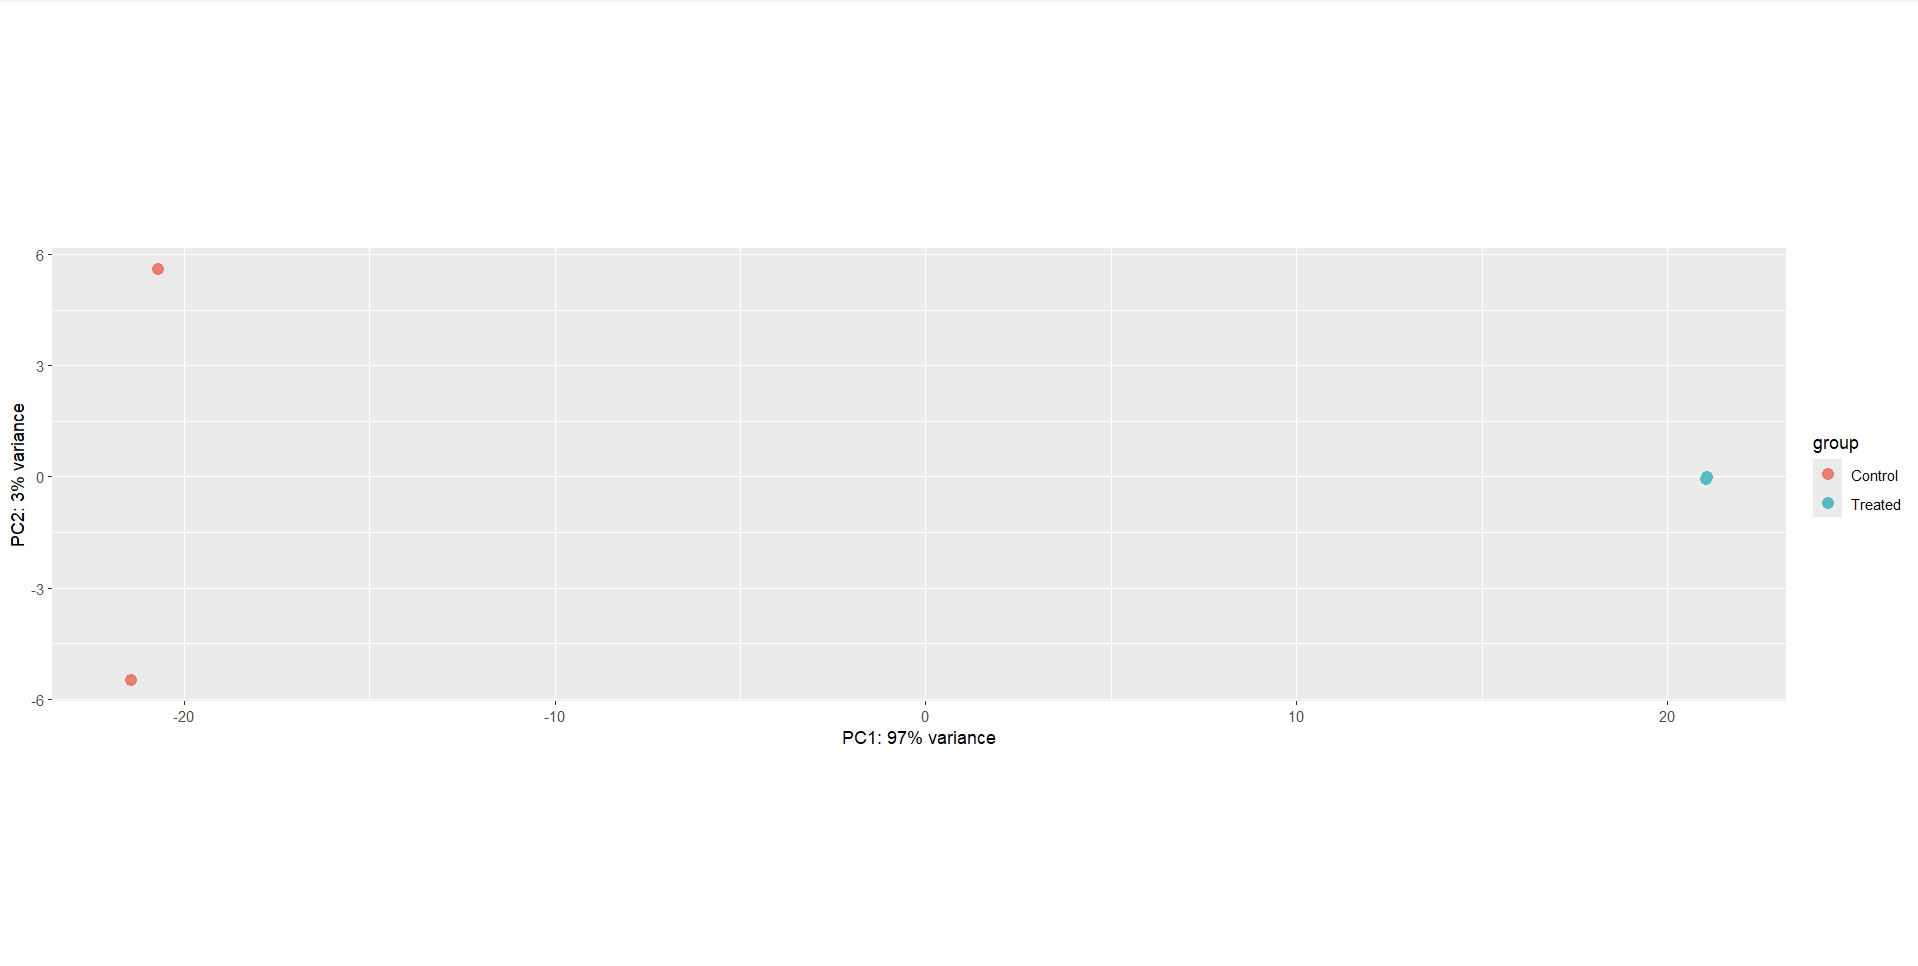 6
3
0
-3
-6
PC2: 3% variance
-20
-10
0
10
20
PC1: 97% variance
group
Control
Treated